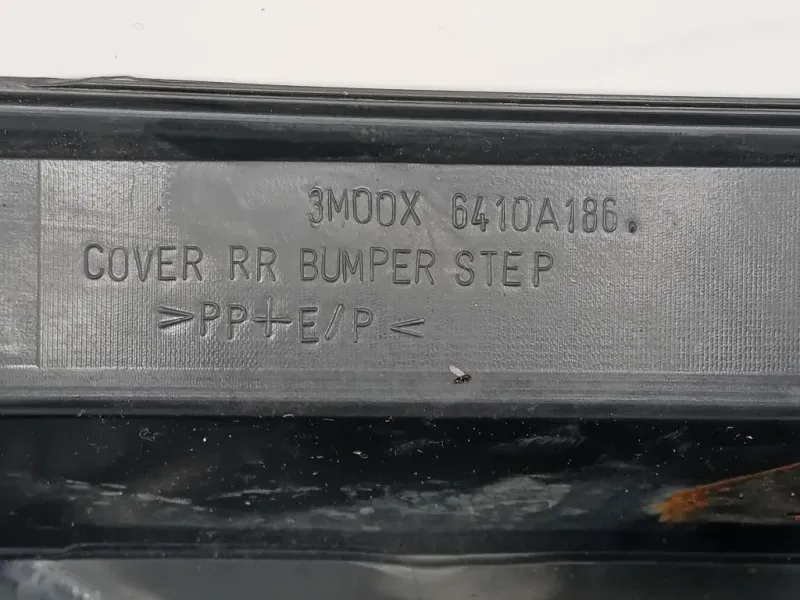 3M00X 6410A186.
COVER RR BUMPER STEP
>PP+E/P<